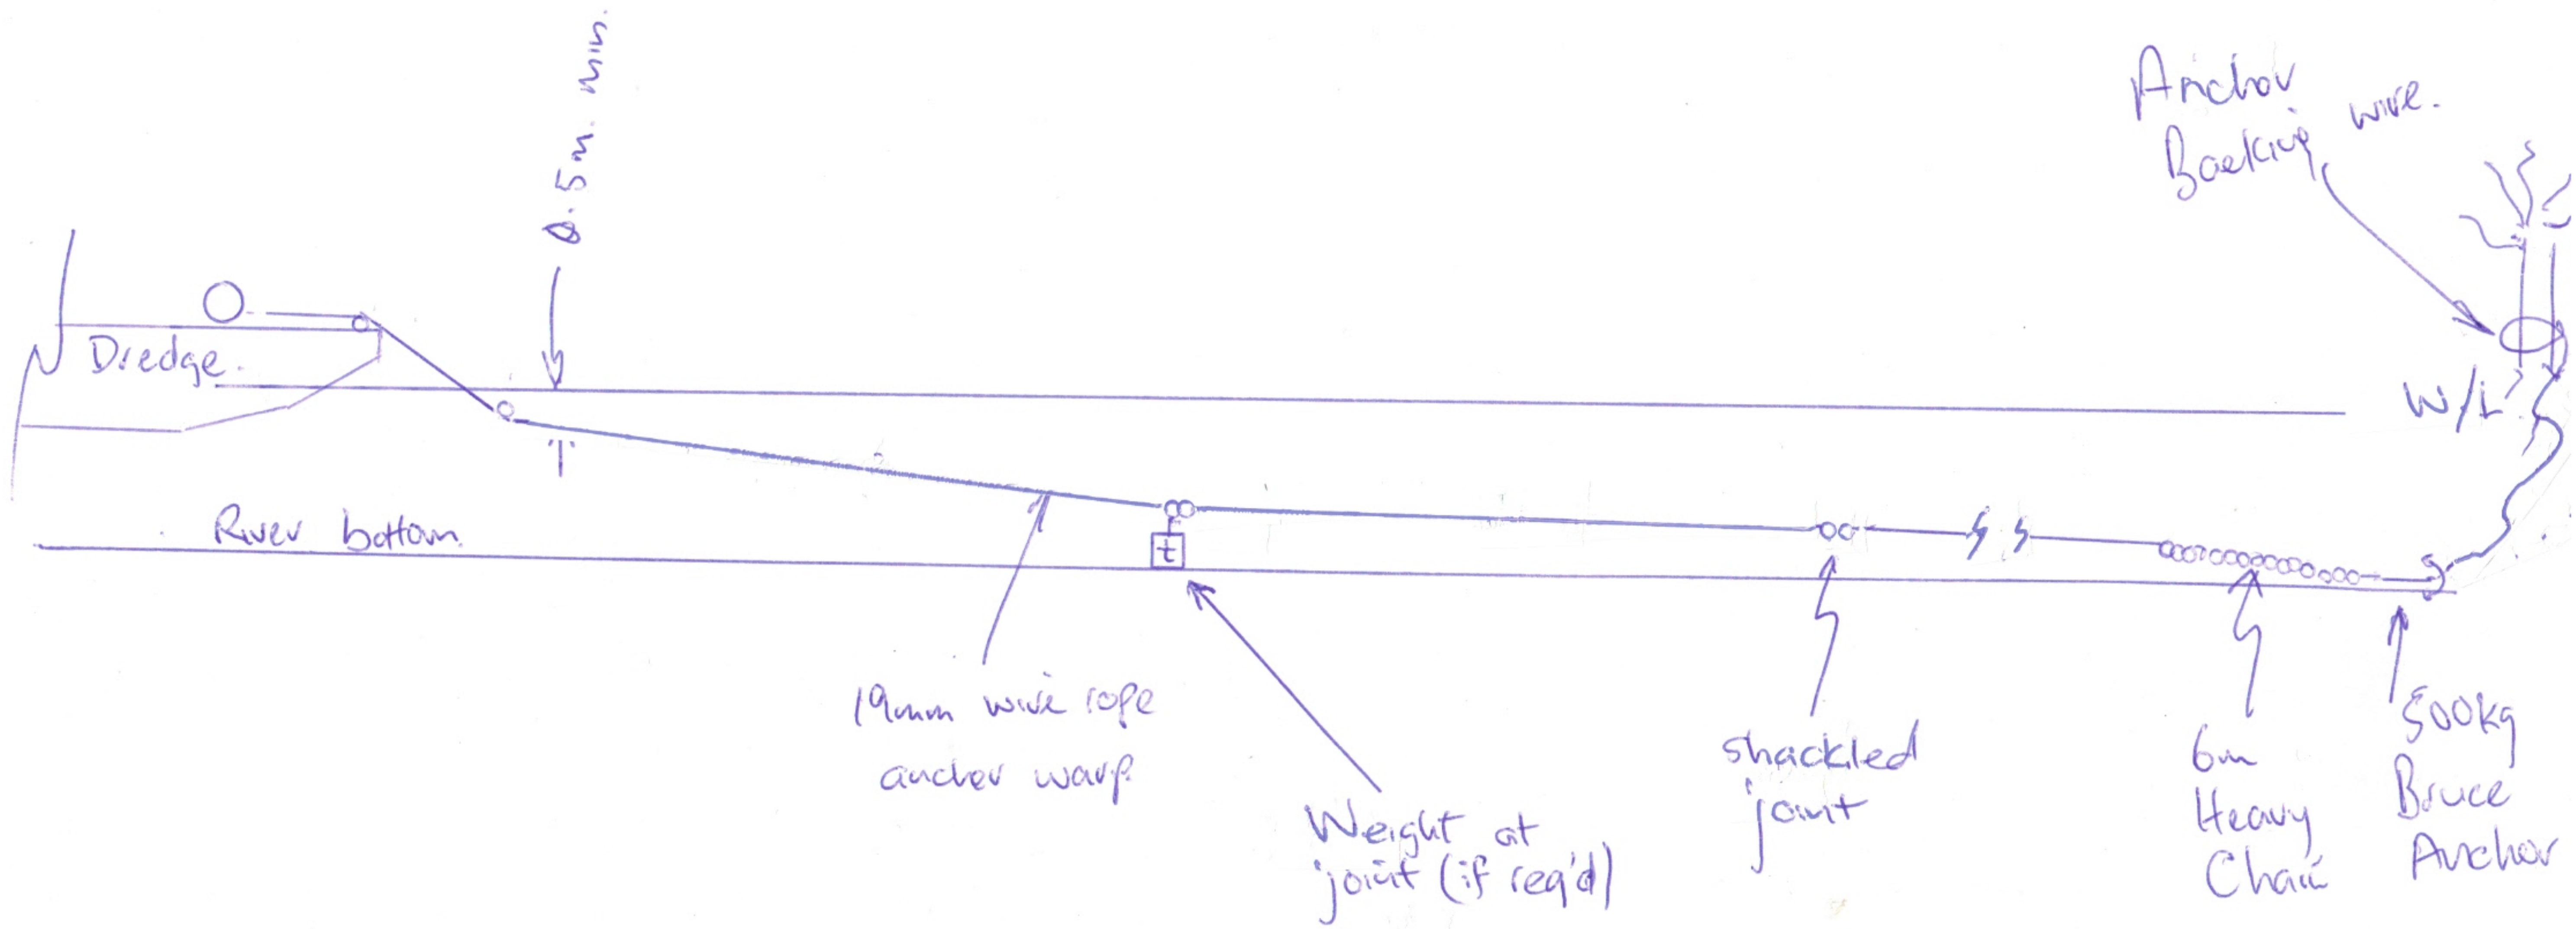 0.5m. min.
Anchor
Backing wire.
Dredge.
W/L
River bottom.
t
19mm wire rope
anchor warp.
Weight at
joint (if req'd)
shackled
joint
6m
Heavy
Chain
500kg
Bruce
Anchor